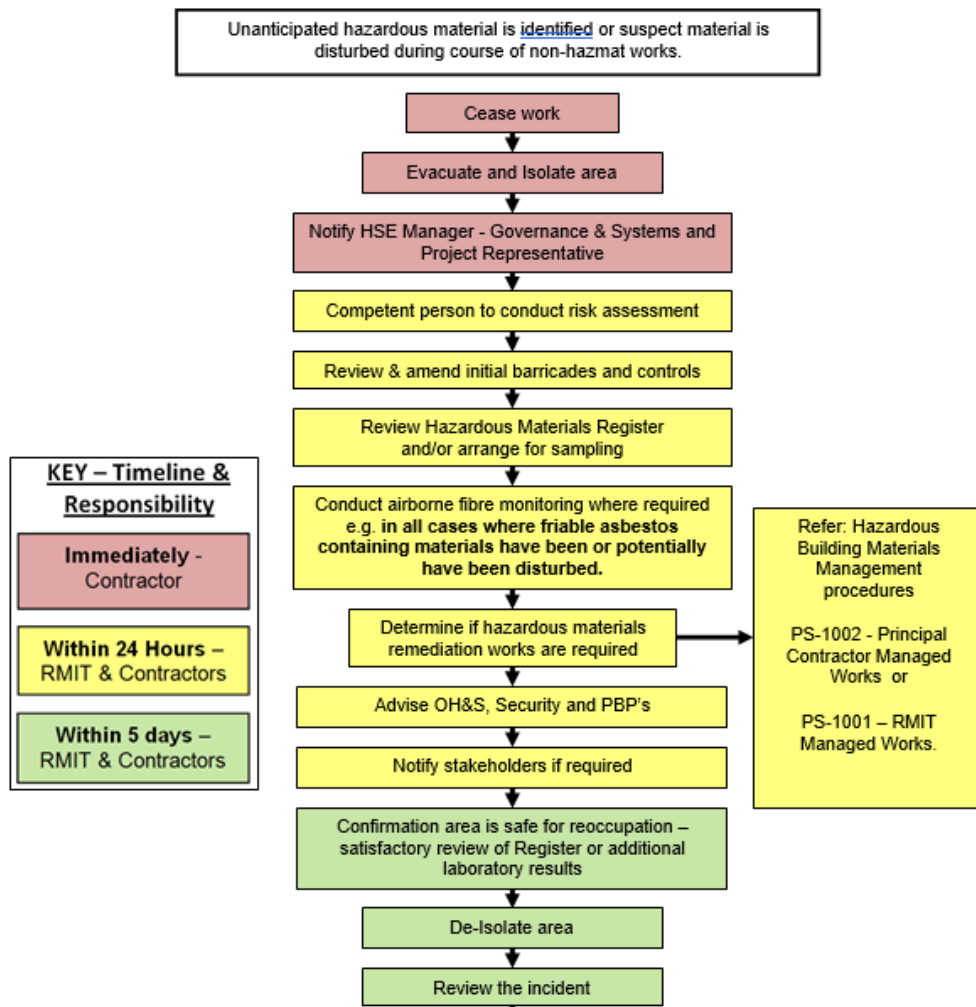 Unanticipated hazardous material is identified or suspect material is
disturbed during course of non-hazmat works.
Cease work
Evacuate and Isolate area
Notify HSE Manager - Governance & Systems and
Project Representative
Competent person to conduct risk assessment
Review & amend initial barricades and controls
Review Hazardous Materials Register
and/or arrange for sampling
Conduct airborne fibre monitoring where required
e.g. in all cases where friable asbestos
containing materials have been or potentially
have been disturbed.
Determine if hazardous materials
remediation works are required
Advise OH&S, Security and PBP's
Notify stakeholders if required
Confirmation area is safe for reoccupation –
satisfactory review of Register or additional
laboratory results
De-Isolate area
Review the incident
KEY – Timeline &
Responsibility
Immediately -
Contractor
Within 24 Hours –
RMIT & Contractors
Within 5 days –
RMIT & Contractors
Refer: Hazardous
Building Materials
Management
procedures
PS-1002 - Principal
Contractor Managed
Works or
PS-1001 – RMIT
Managed Works.